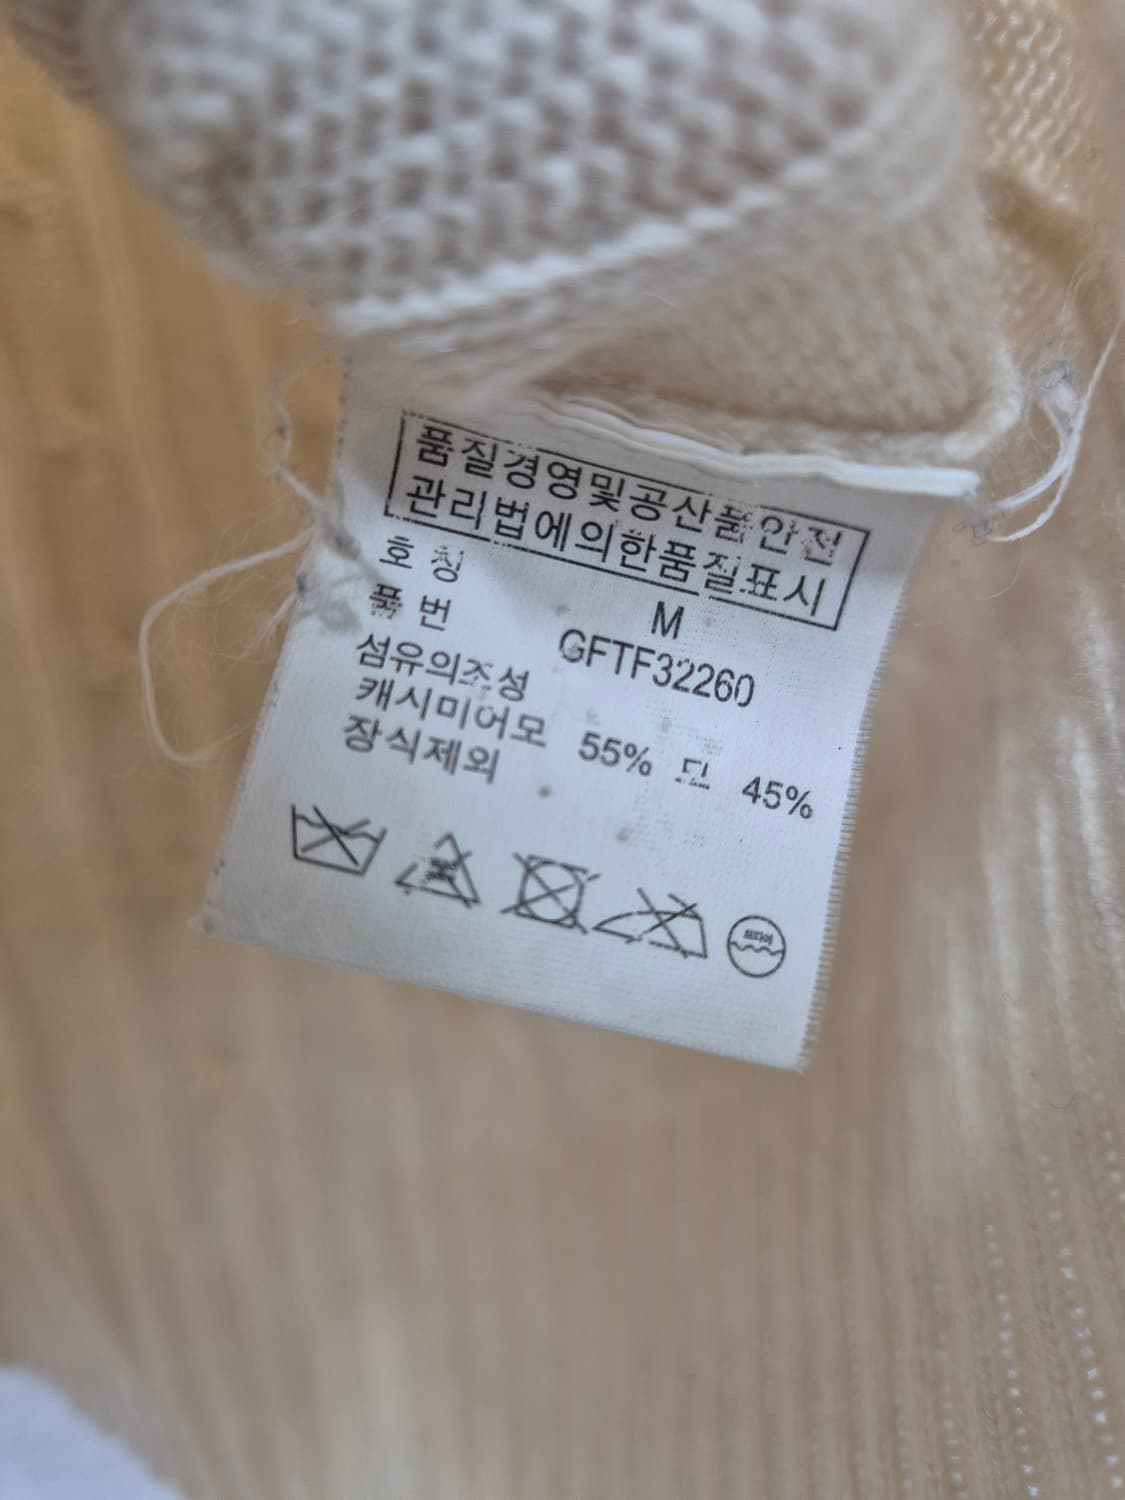 품질경영및공산품안전
관리법에의한품질표시
호 칭 M
품 번 GFTF32260
섬유의조성
캐시미어모 55% 모 45%
장식제외